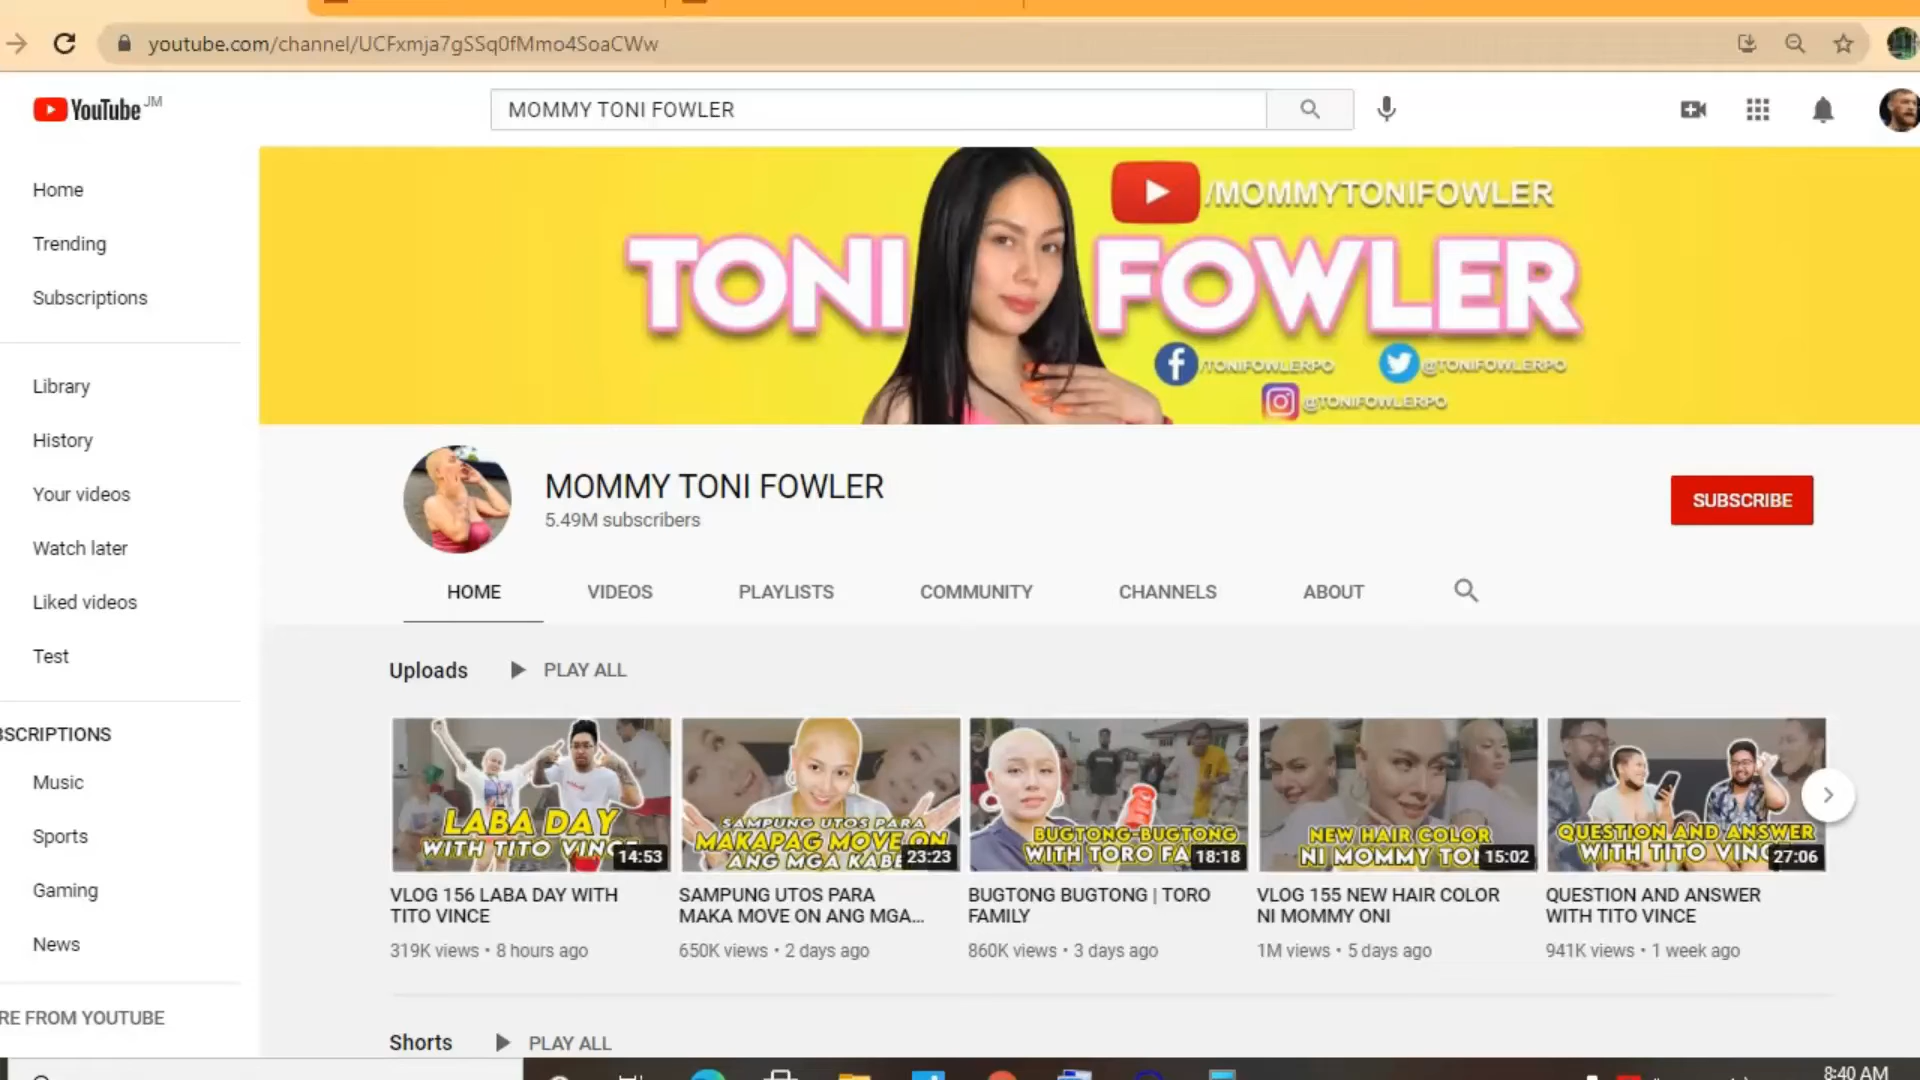 youtube.com/channel/UCFxmja7gSSq0fMmo4SoaCWw
YouTube JM
MOMMY TONI FOWLER
Home
Trending
Subscriptions
Library
History
Your videos
Watch later
Liked videos
Test
BSCRIPTIONS
Music
Sports
Gaming
News
RE FROM YOUTUBE
/MOMMYTONIFOWLER
TONI FOWLER
/TONIFOWLERPO @TONIFOWLERPO
@TONIFOWLERPO
MOMMY TONI FOWLER
5.49M subscribers
SUBSCRIBE
HOME VIDEOS PLAYLISTS COMMUNITY CHANNELS ABOUT
Uploads PLAY ALL
LABA DAY
WITH TITO VINCE
14:53
VLOG 156 LABA DAY WITH
TITO VINCE
319K views • 8 hours ago
SAMPUNG UTOS PARA
MAKAPAG MOVE ON
ANG MGA KABE
23:23
SAMPUNG UTOS PARA
MAKA MOVE ON ANG MGA...
650K views • 2 days ago
BUGTONG-BUGTONG
WITH TORO FA
18:18
BUGTONG BUGTONG | TORO
FAMILY
860K views • 3 days ago
NEW HAIR COLOR
NI MOMMY TO
15:02
VLOG 155 NEW HAIR COLOR
NI MOMMY ONI
1M views • 5 days ago
QUESTION AND ANSWER
WITH TITO VINC
27:06
QUESTION AND ANSWER
WITH TITO VINCE
941K views • 1 week ago
Shorts PLAY ALL
8:40 AM